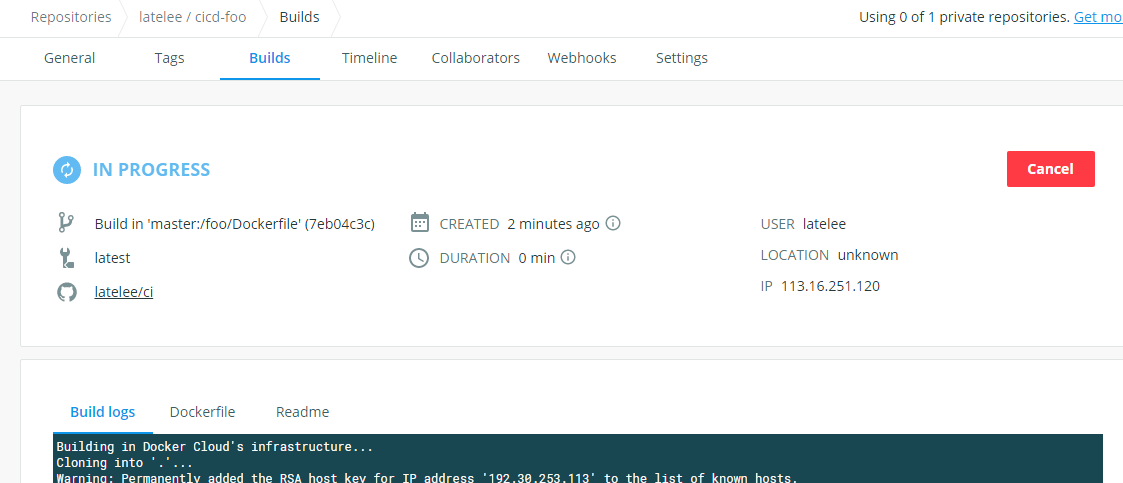 Repositories latelee / cicd-foo Builds Using 0 of 1 private repositories. Get mo
General Tags Builds Timeline Collaborators Webhooks Settings
IN PROGRESS Cancel
Build in 'master:/foo/Dockerfile' (7eb04c3c) CREATED 2 minutes ago USER latelee
latest DURATION 0 min LOCATION unknown
latelee/ci IP 113.16.251.120
Build logs Dockerfile Readme
Building in Docker Cloud's infrastructure...
Cloning into '.'...
Warning: Permanently added the RSA host key for IP address '192.30.253.113' to the list of known hosts.